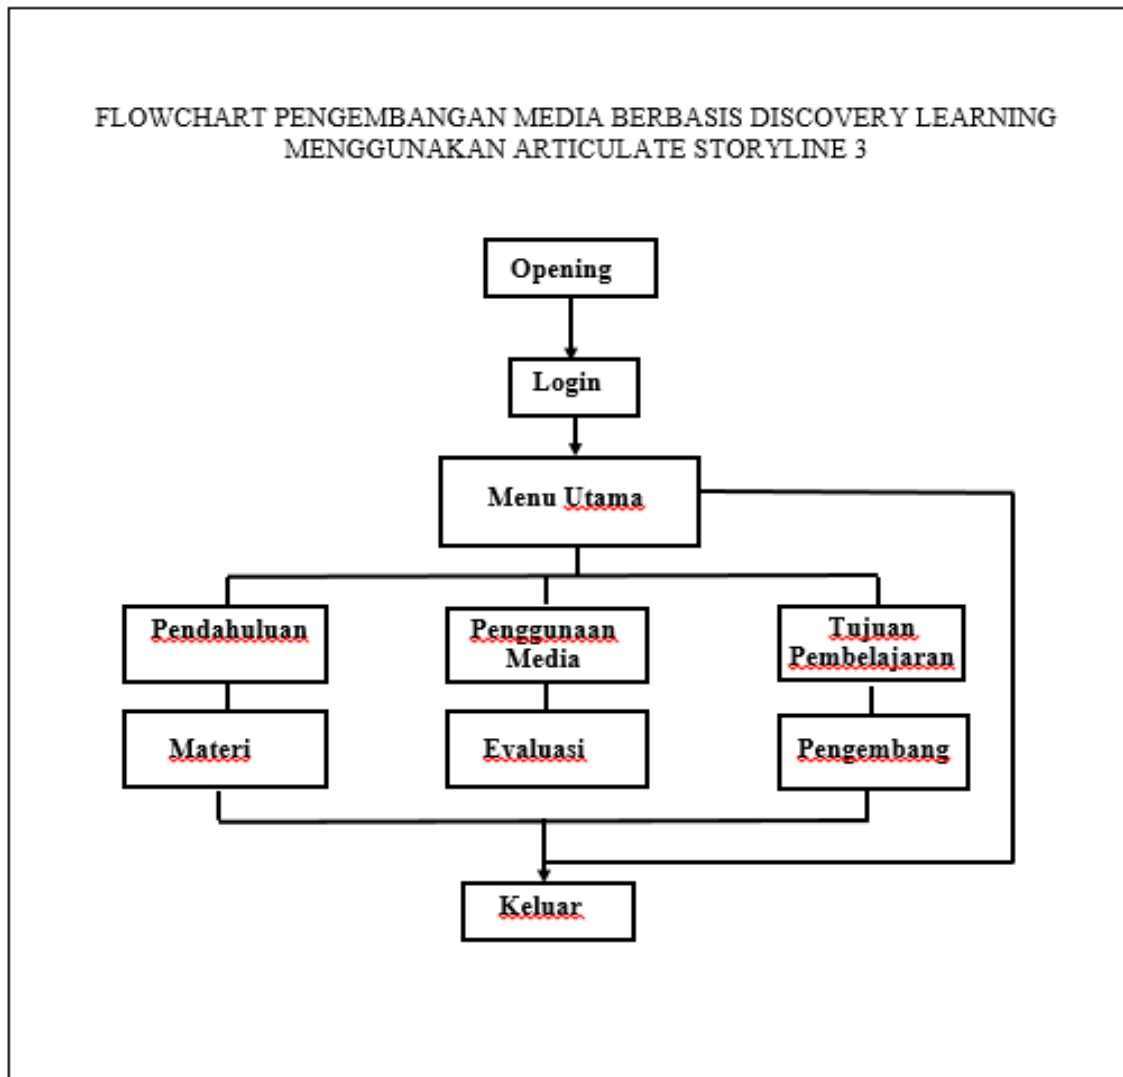 FLOWCHART PENGEMBANGAN MEDIA BERBASIS DISCOVERY LEARNING
MENGGUNAKAN ARTICULATE STORYLINE 3
Opening
Login
Menu Utama
Pendahuluan
Penggunaan
Media
Tujuan
Pembelajaran
Materi
Evaluasi
Pengembang
Keluar